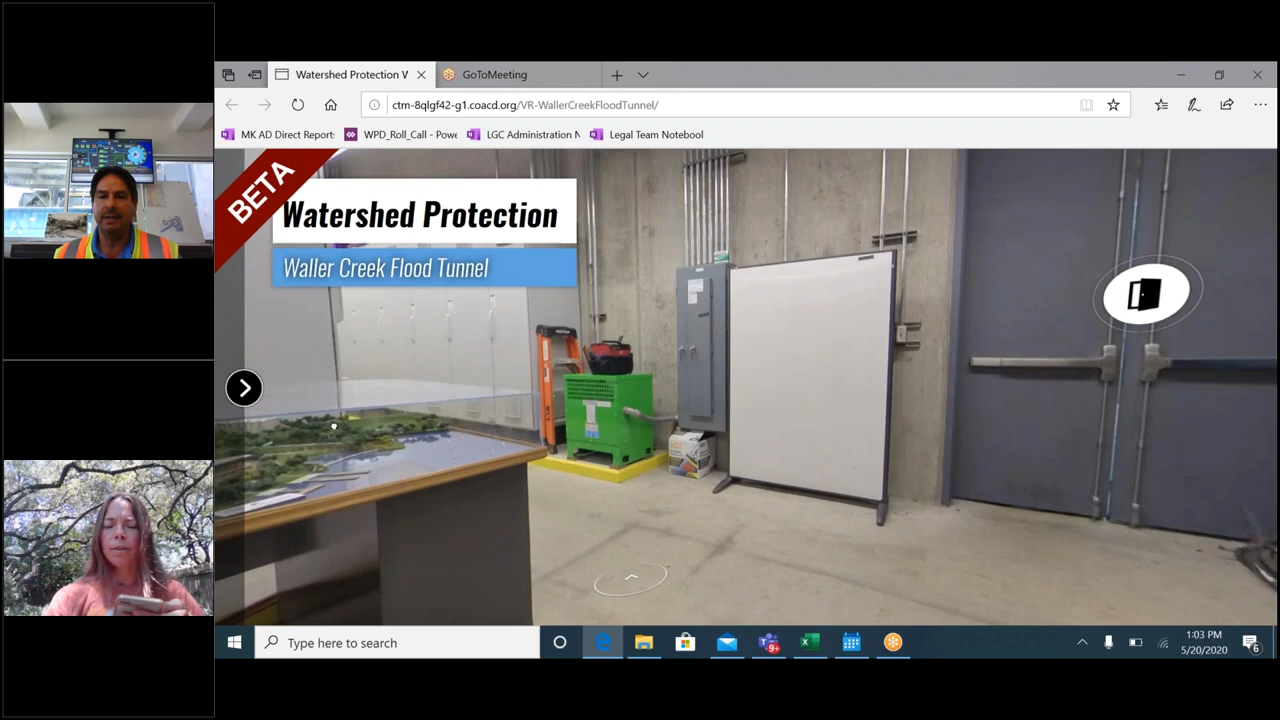 Watershed Protection W
GoToMeeting
ctm-8qlgf42-g1.coacd.org/VR-WallerCreekFloodTunnel/
MK AD Direct Report:
WPD_Roll_Call - Powe
LGC Administration N
Legal Team Notebool
BETA
Watershed Protection
Waller Creek Flood Tunnel
Type here to search
9+
1:03 PM
5/20/2020
6